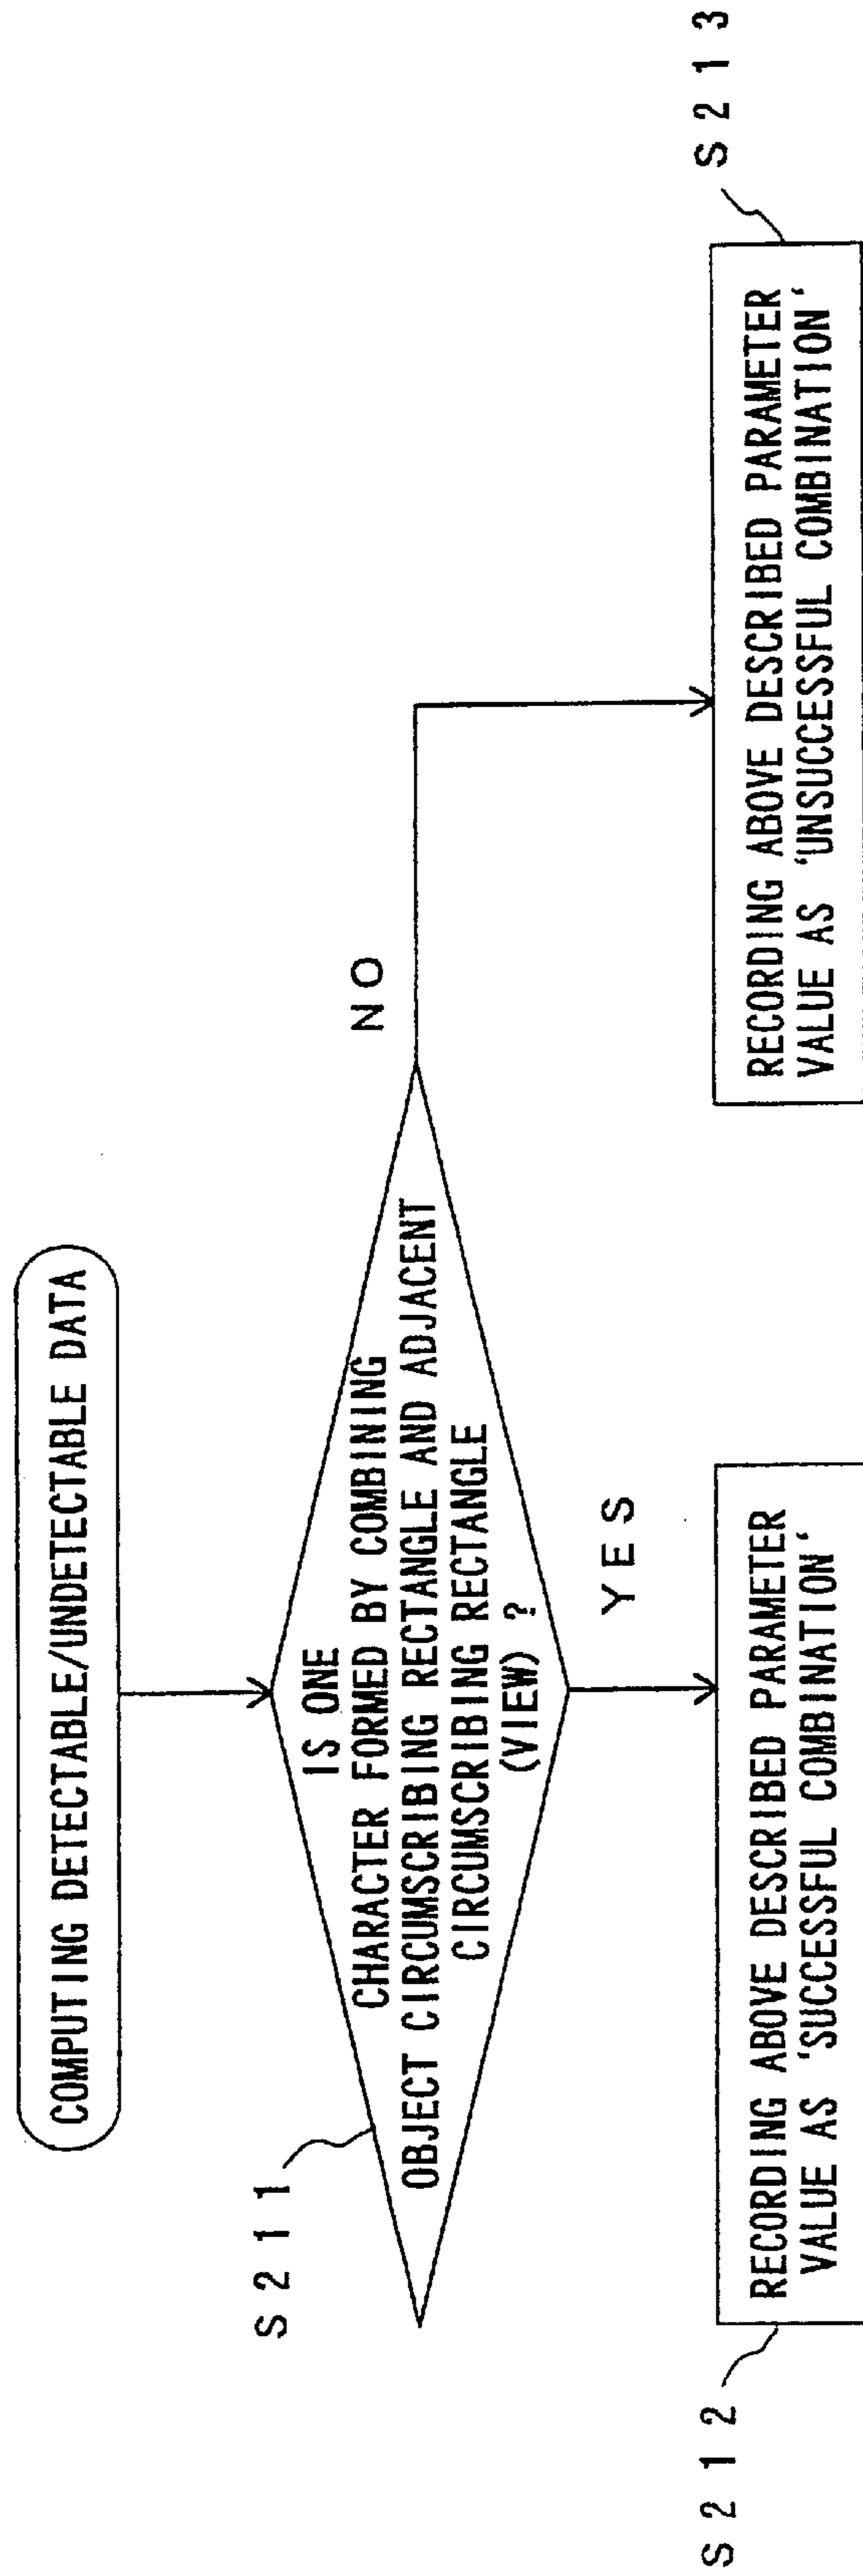 COMPUTING DETECTABLE/UNDETECTABLE DATA
S211
IS ONE
CHARACTER FORMED BY COMBINING
OBJECT CIRCUMSCRIBING RECTANGLE AND ADJACENT
CIRCUMSCRIBING RECTANGLE
(VIEW) ?
NO
YES
S212
RECORDING ABOVE DESCRIBED PARAMETER
VALUE AS 'SUCCESSFUL COMBINATION'
S213
RECORDING ABOVE DESCRIBED PARAMETER
VALUE AS 'UNSUCCESSFUL COMBINATION'